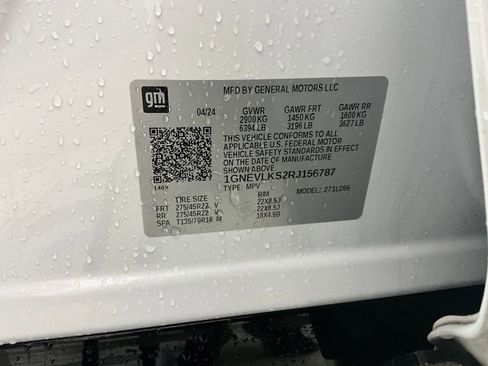 gm
MFD BY GENERAL MOTORS LLC
04/24 GVWR GAWR FRT GAWR RR
2900 KG 1450 KG 1600 KG
6394 LB 3196 LB 3527 LB
THIS VEHICLE CONFORMS TO ALL
APPLICABLE U.S. FEDERAL MOTOR
VEHICLE SAFETY STANDARDS IN EFFECT
ON THE DATE OF MANUFACTURE SHOWN ABOVE.
1GNEVLKS2RJ156787
140X TYPE: MPV MODEL: 271LD56
TIRE SIZE RIM
FRT 275/45R22 V 22X8.5J
RR 275/45R22 V 22X8.5J
SPA T135/70R18 M 18X4.5B